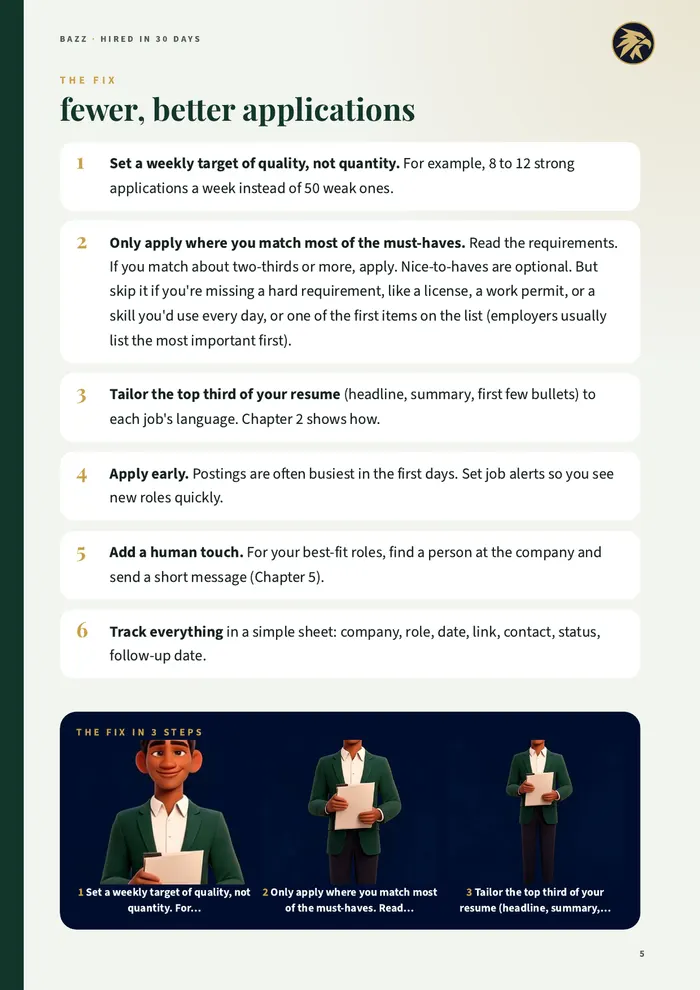 BAZZ · HIRED IN 30 DAYS
THE FIX
fewer, better applications
1 Set a weekly target of quality, not quantity. For example, 8 to 12 strong
applications a week instead of 50 weak ones.
2 Only apply where you match most of the must-haves. Read the requirements.
If you match about two-thirds or more, apply. Nice-to-haves are optional. But
skip it if you're missing a hard requirement, like a license, a work permit, or a
skill you'd use every day, or one of the first items on the list (employers usually
list the most important first).
3 Tailor the top third of your resume (headline, summary, first few bullets) to
each job's language. Chapter 2 shows how.
4 Apply early. Postings are often busiest in the first days. Set job alerts so you see
new roles quickly.
5 Add a human touch. For your best-fit roles, find a person at the company and
send a short message (Chapter 5).
6 Track everything in a simple sheet: company, role, date, link, contact, status,
follow-up date.
THE FIX IN 3 STEPS
1 Set a weekly target of quality, not
quantity. For...
2 Only apply where you match most
of the must-haves. Read...
3 Tailor the top third of your
resume (headline, summary,...
5